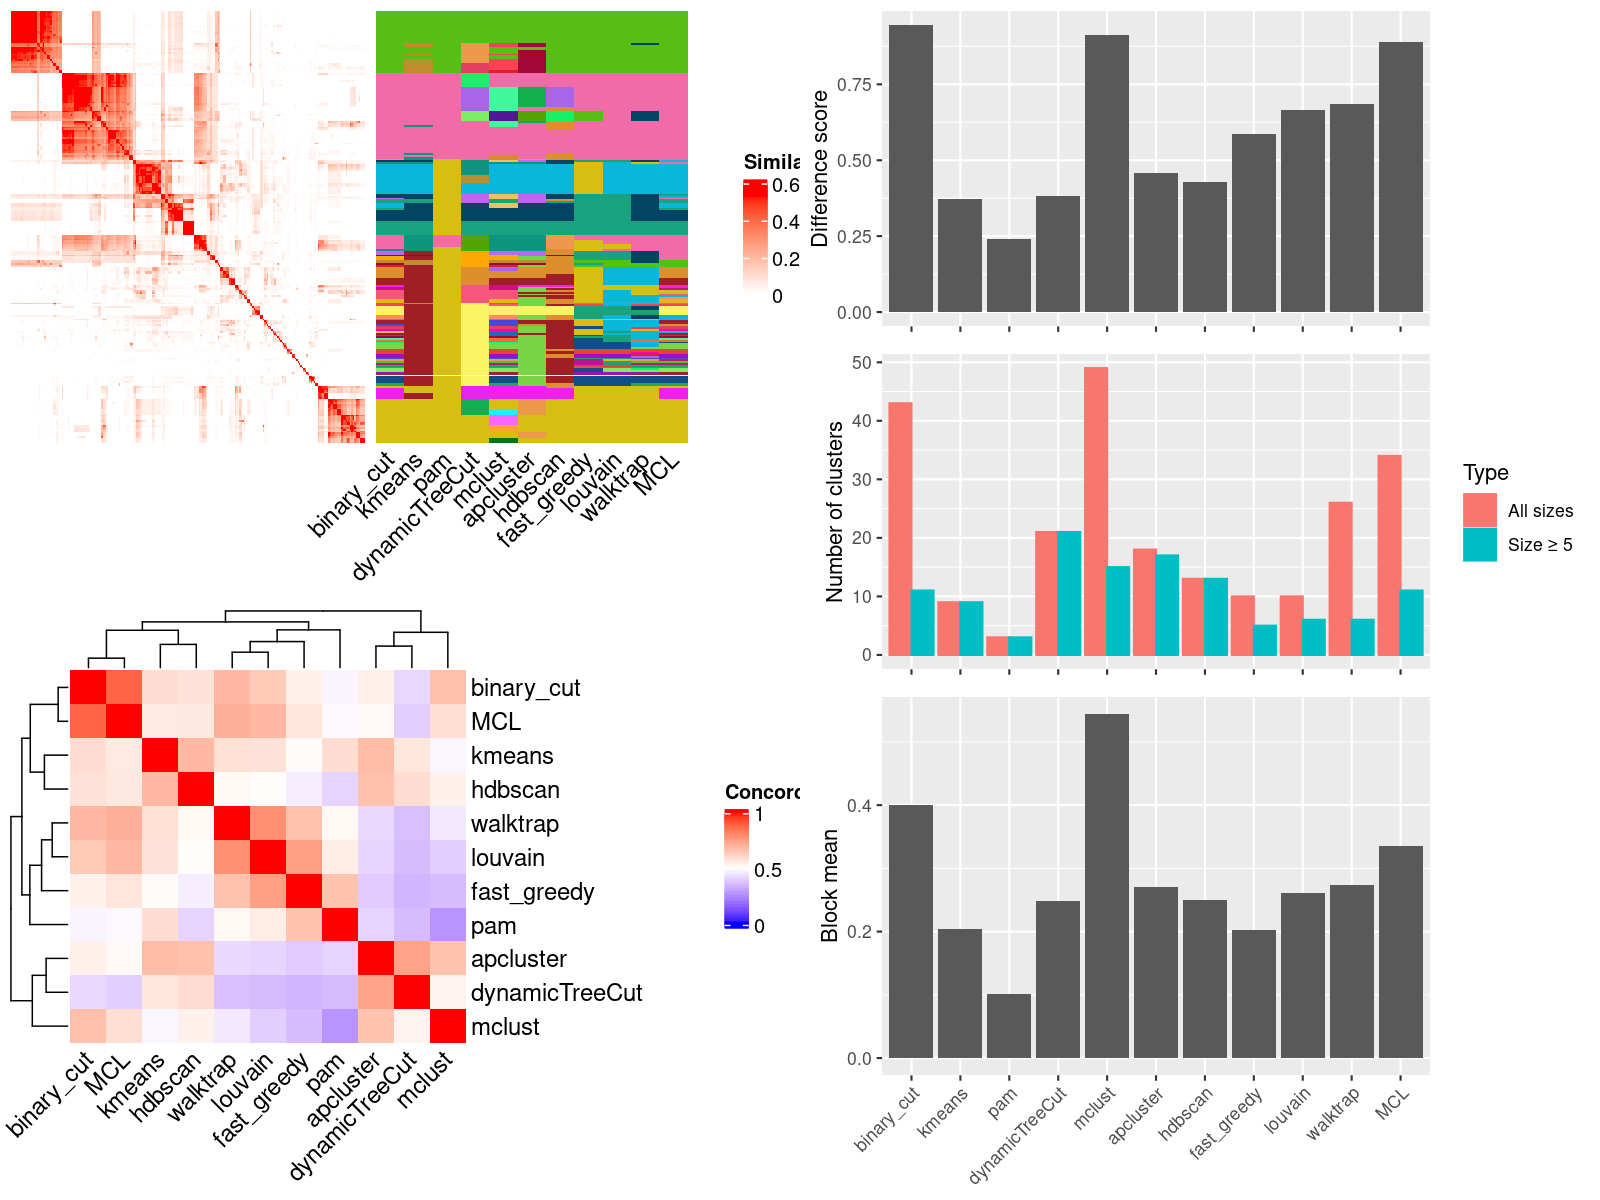 Simila
0.6
0.4
0.2
0
binary_cut
kmeans
pam
dynamicTreeCut
mclust
apcluster
hdbscan
fast_greedy
louvain
walktrap
MCL
Difference score
0.75
0.50
0.25
0.00
Number of clusters
50
40
30
20
10
0
Type
All sizes
Size ≥ 5
binary_cut
MCL
kmeans
hdbscan
walktrap
louvain
fast_greedy
pam
apcluster
dynamicTreeCut
mclust
binary_cut
MCL
kmeans
hdbscan
walktrap
louvain
fast_greedy
pam
apcluster
dynamicTreeCut
mclust
Concord
1
0.5
0
Block mean
0.4
0.2
0.0
binary_cut
kmeans
pam
dynamicTreeCut
mclust
apcluster
hdbscan
fast_greedy
louvain
walktrap
MCL